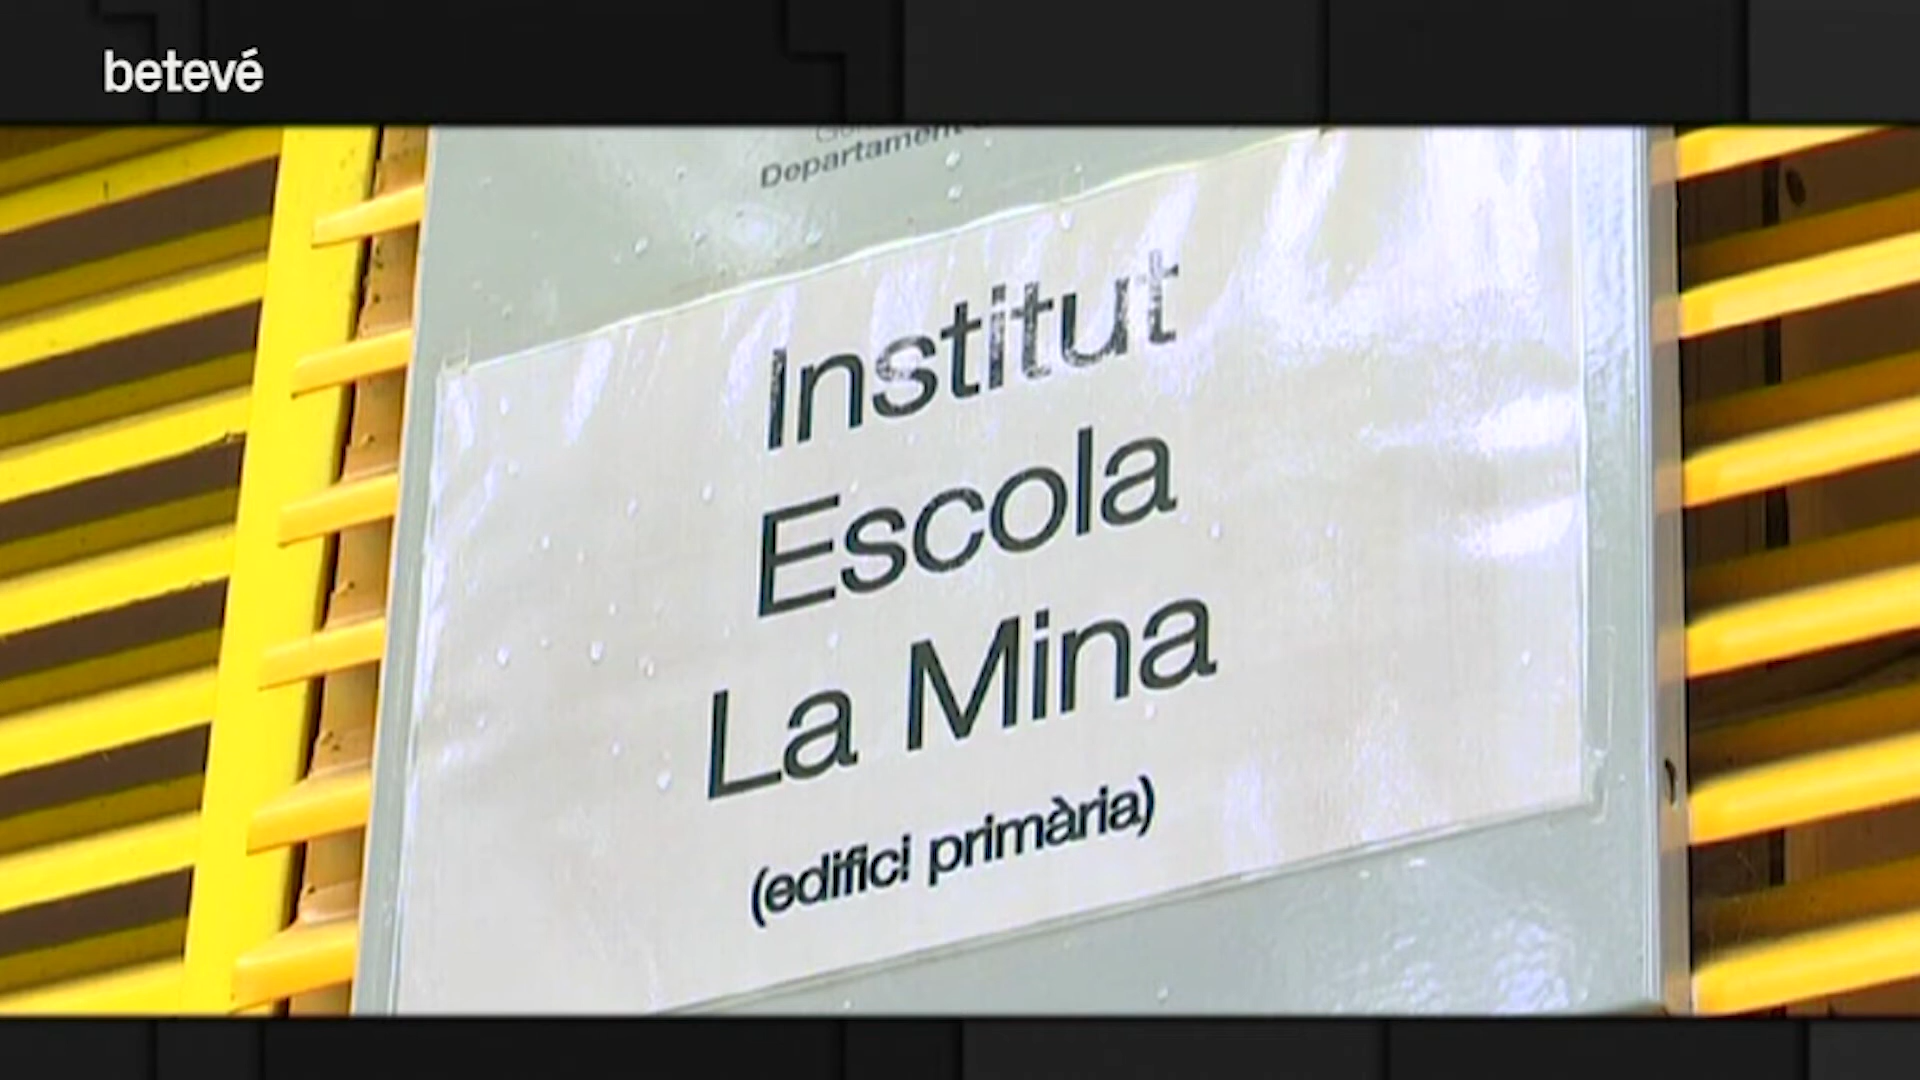 betevé
Departament
Institut
Escola
La Mina
(edifici primària)